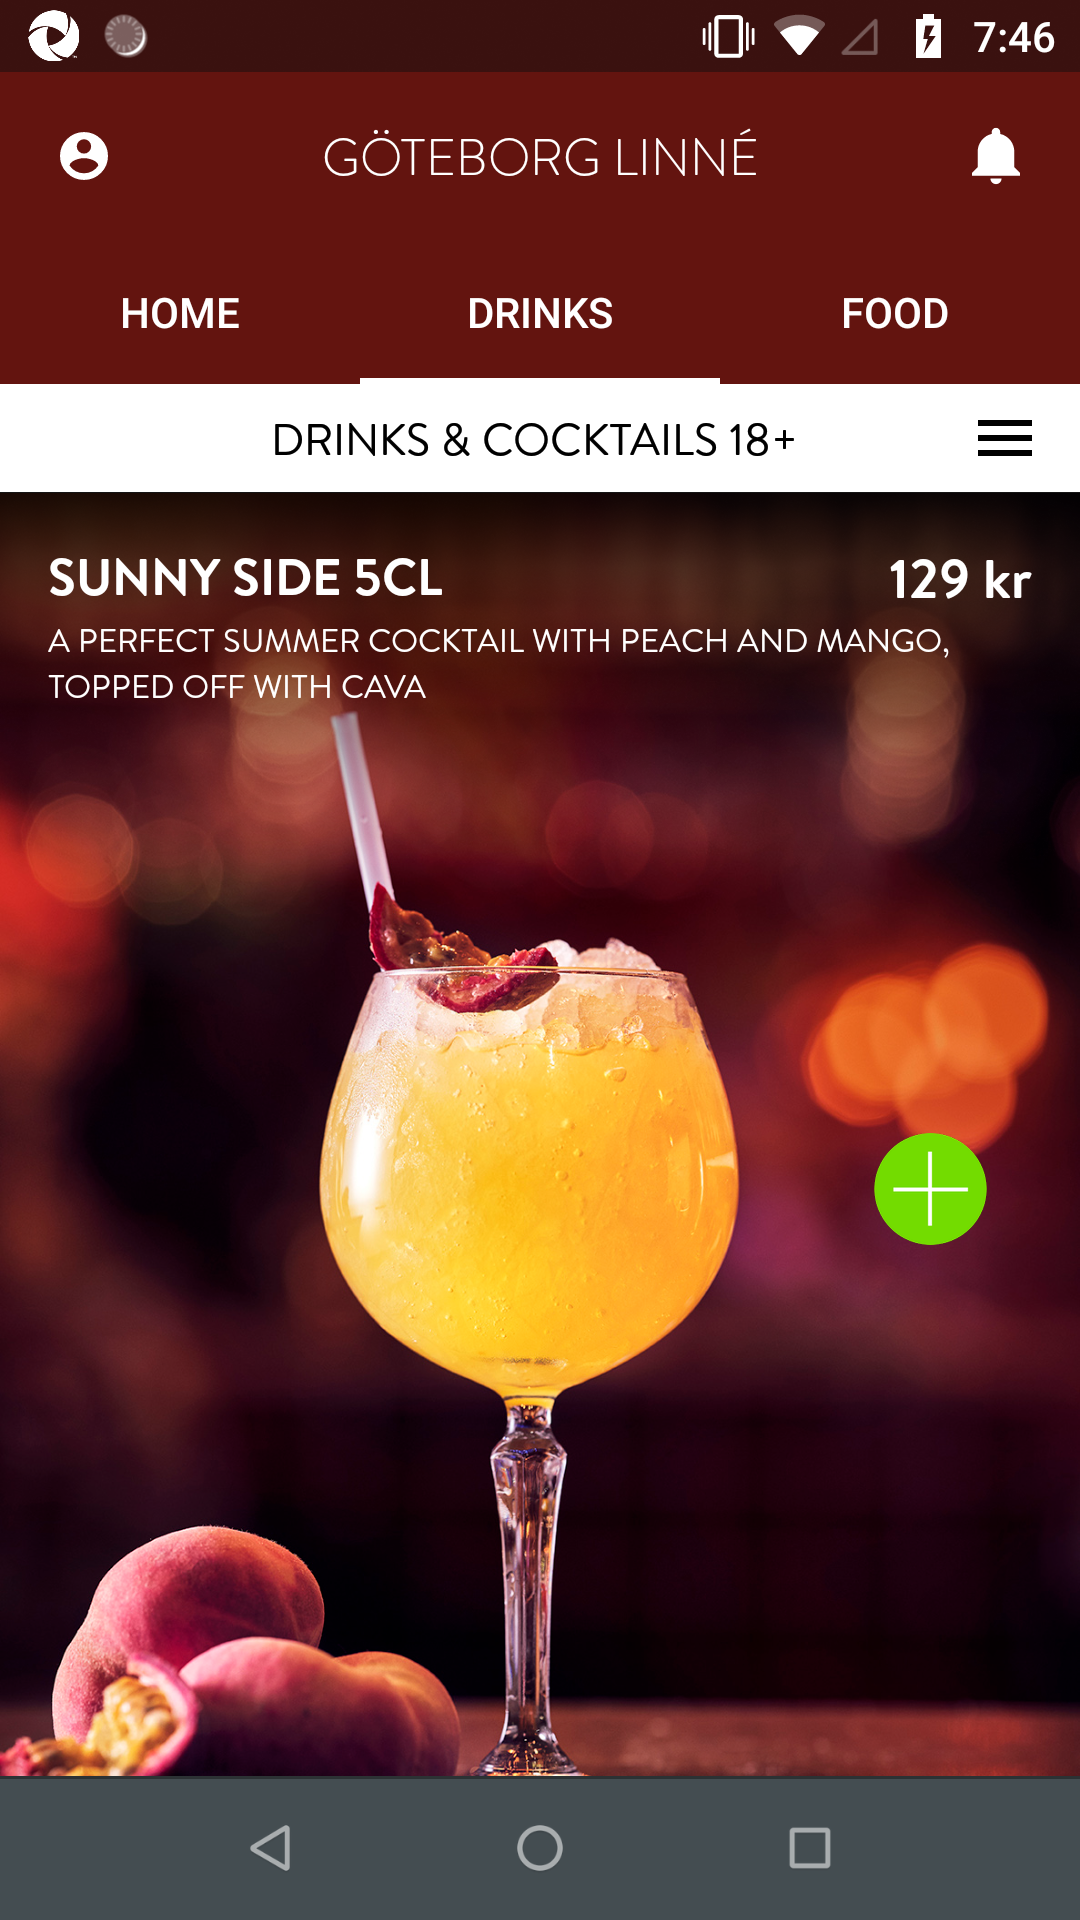 7:46
GÖTEBORG LINNÉ
HOME
DRINKS
FOOD
DRINKS & COCKTAILS 18+
SUNNY SIDE 5CL
129 kr
A PERFECT SUMMER COCKTAIL WITH PEACH AND MANGO,
TOPPED OFF WITH CAVA